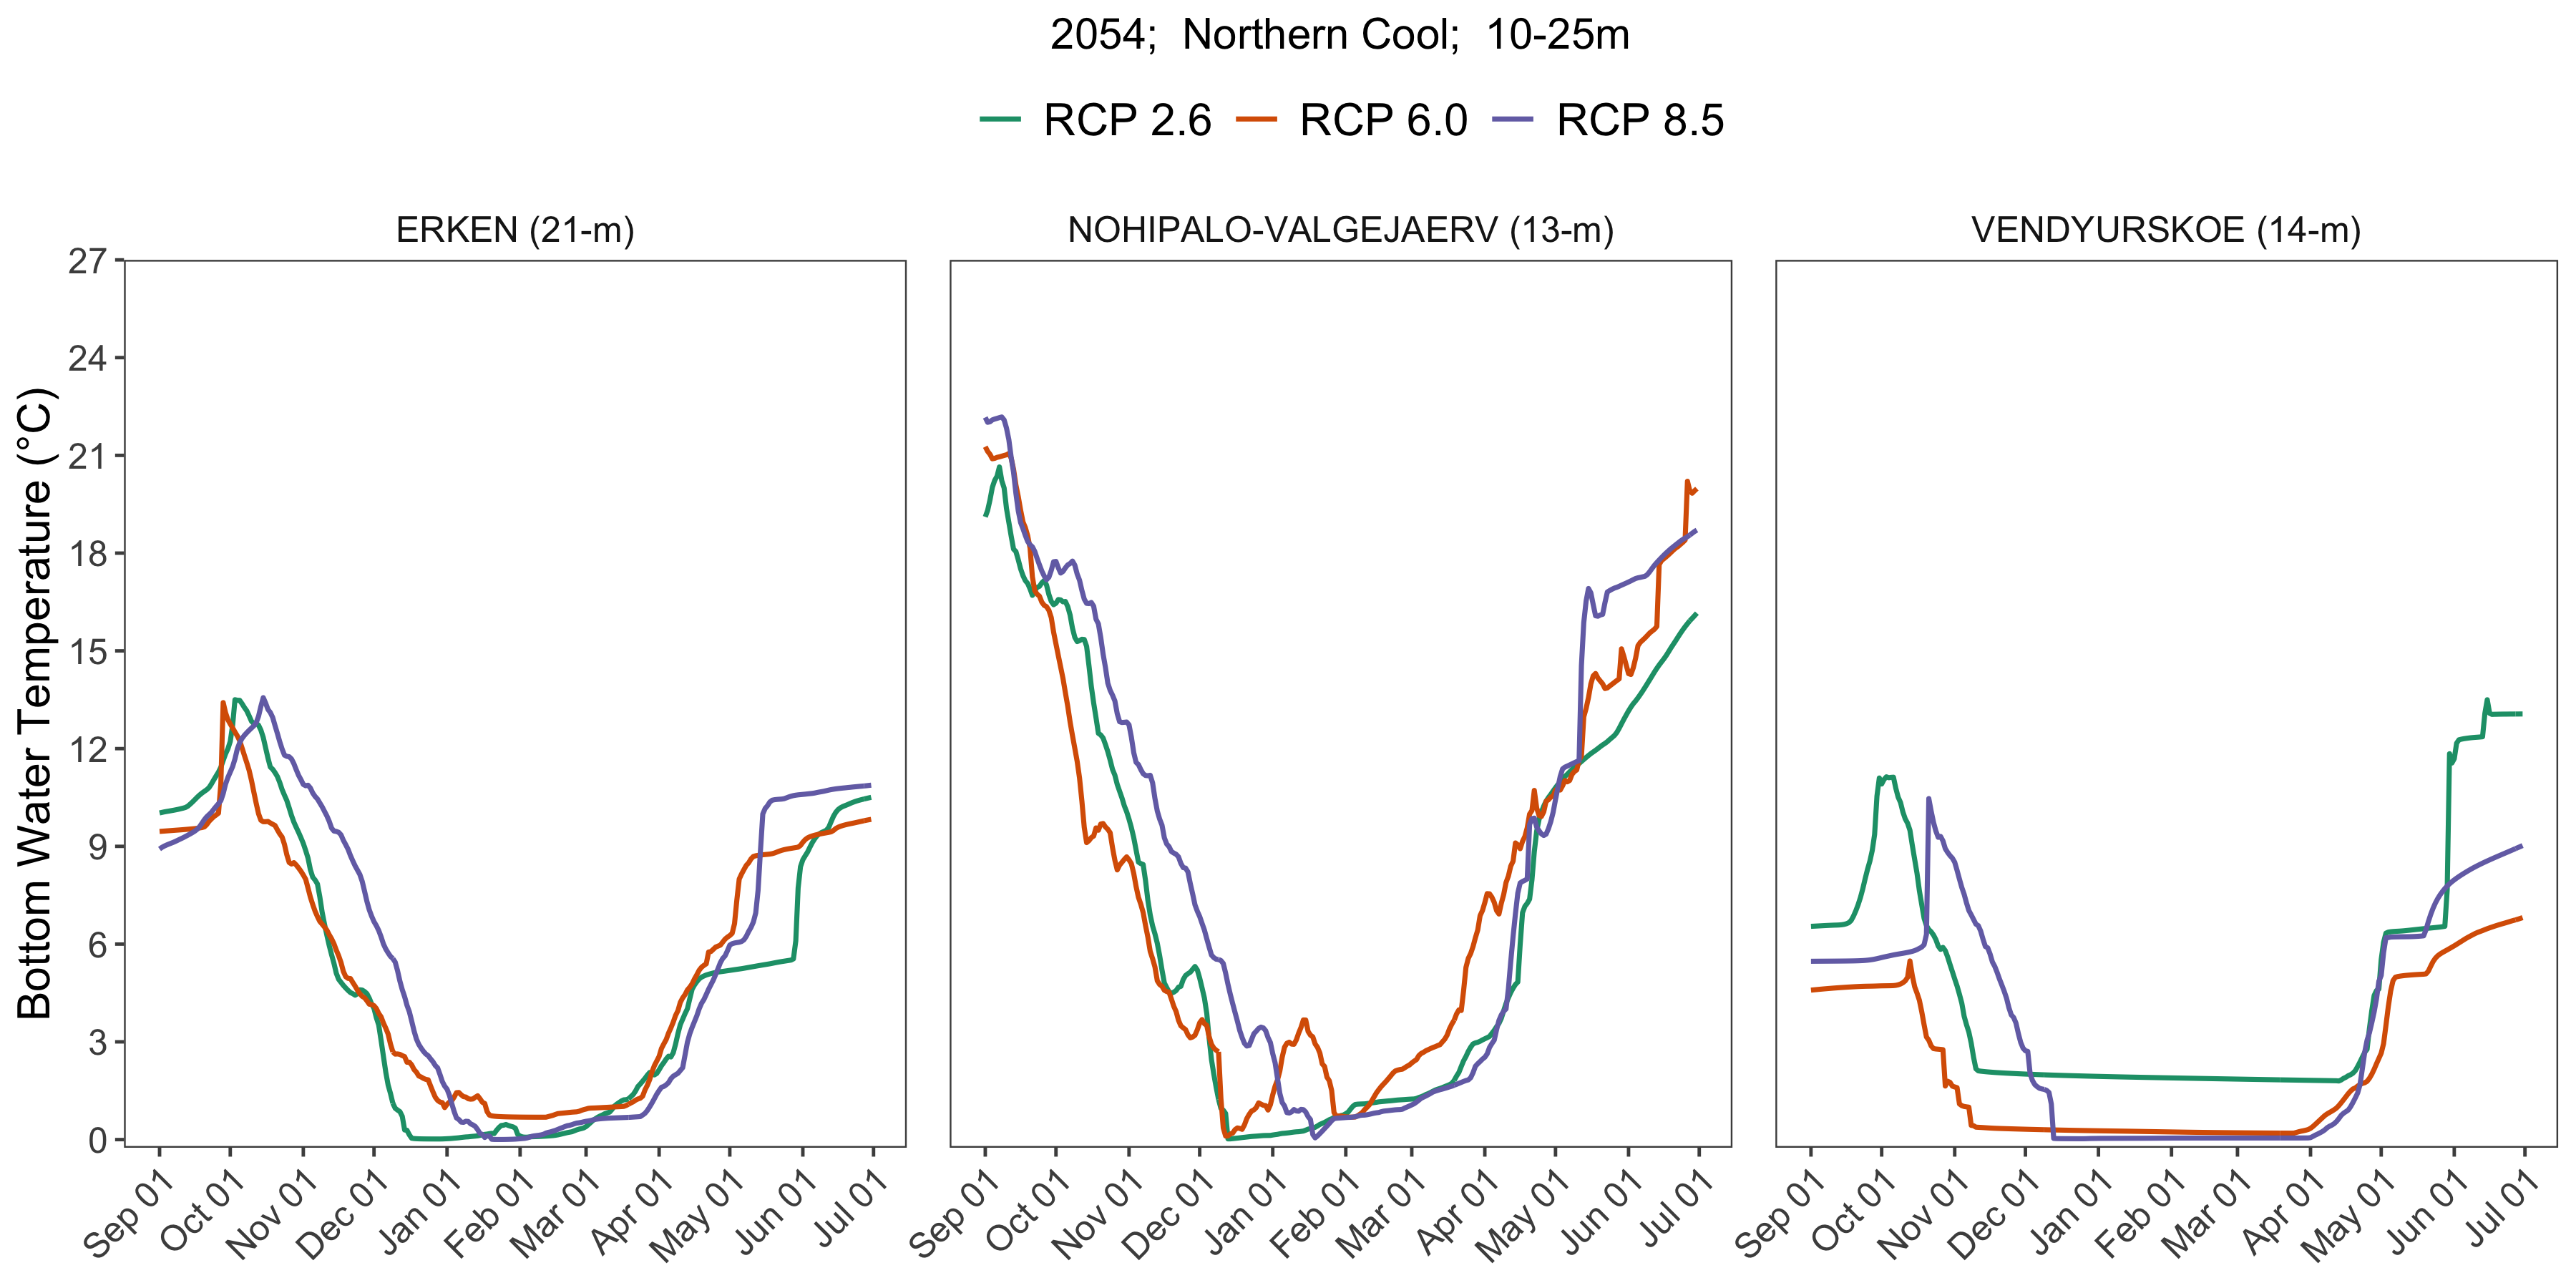 2054;  Northern Cool;  10-25m
RCP 2.6 RCP 6.0 RCP 8.5
ERKEN (21-m) NOHIPALO-VALGEJAERV (13-m) VENDYURSKOE (14-m)
Bottom Water Temperature (°C)
27
24
21
18
15
12
9
6
3
0
Sep 01 Oct 01 Nov 01 Dec 01 Jan 01 Feb 01 Mar 01 Apr 01 May 01 Jun 01 Jul 01
Sep 01 Oct 01 Nov 01 Dec 01 Jan 01 Feb 01 Mar 01 Apr 01 May 01 Jun 01 Jul 01
Sep 01 Oct 01 Nov 01 Dec 01 Jan 01 Feb 01 Mar 01 Apr 01 May 01 Jun 01 Jul 01